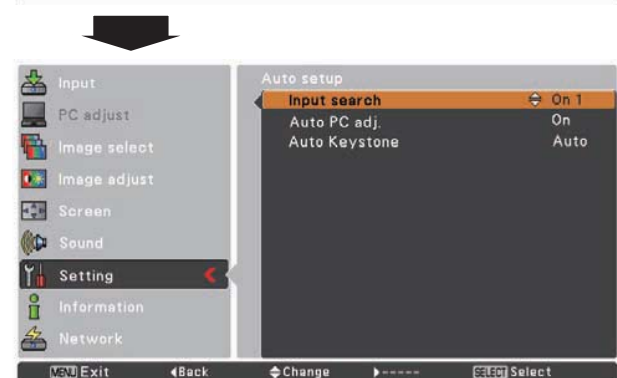 Input
PC adjust
Image select
Image adjust
Screen
Sound
Setting
Information
Network
Auto setup
Input search On 1
Auto PC adj. On
Auto Keystone Auto
MENU Exit Back Change ----- SELECT Select